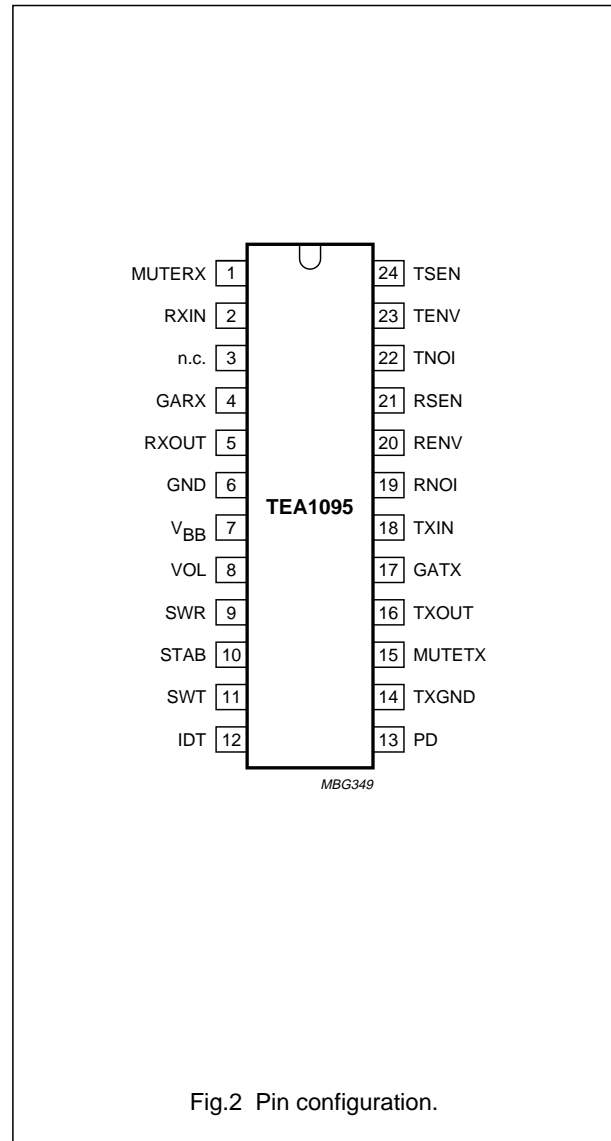 MUTERX 1 24 TSEN
RXIN 2 23 TENV
n.c. 3 22 TNOI
GARX 4 21 RSEN
RXOUT 5 20 RENV
GND 6 19 RNOI
TEA1095
VBB 7 18 TXIN
VOL 8 17 GATX
SWR 9 16 TXOUT
STAB 10 15 MUTETX
SWT 11 14 TXGND
IDT 12 13 PD
MBG349
Fig.2 Pin configuration.